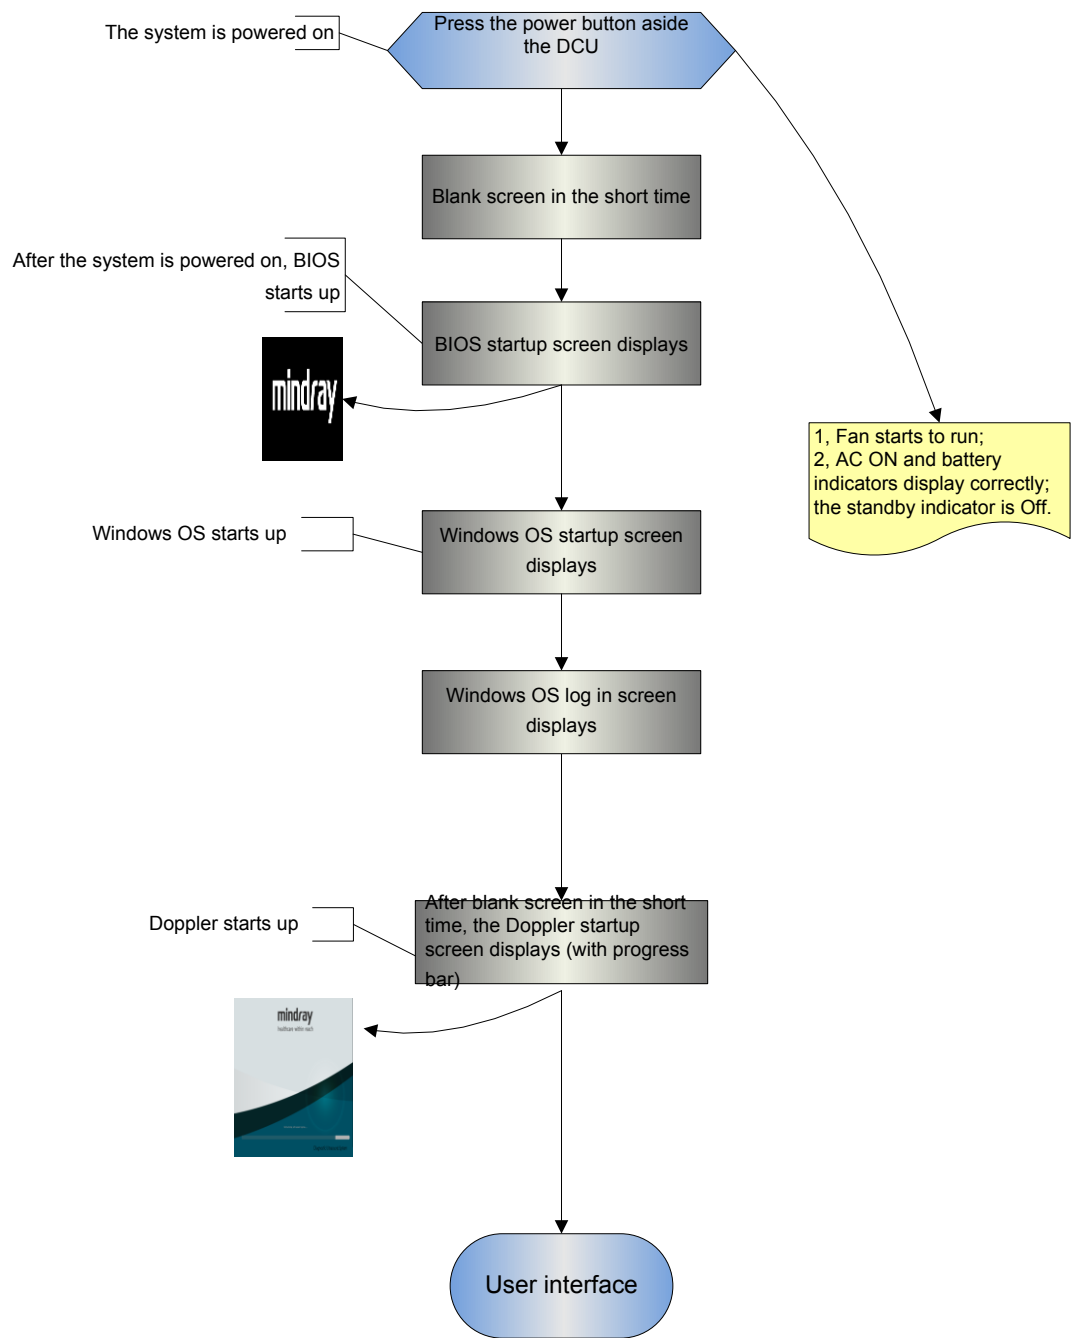 The system is powered on
Press the power button aside
the DCU
Blank screen in the short time
After the system is powered on, BIOS
starts up
BIOS startup screen displays
mindray
1, Fan starts to run;
2, AC ON and battery
indicators display correctly;
the standby indicator is Off.
Windows OS starts up
Windows OS startup screen
displays
Windows OS log in screen
displays
Doppler starts up
After blank screen in the short
time, the Doppler startup
screen displays (with progress
bar)
mindray
healthcare within reach
User interface